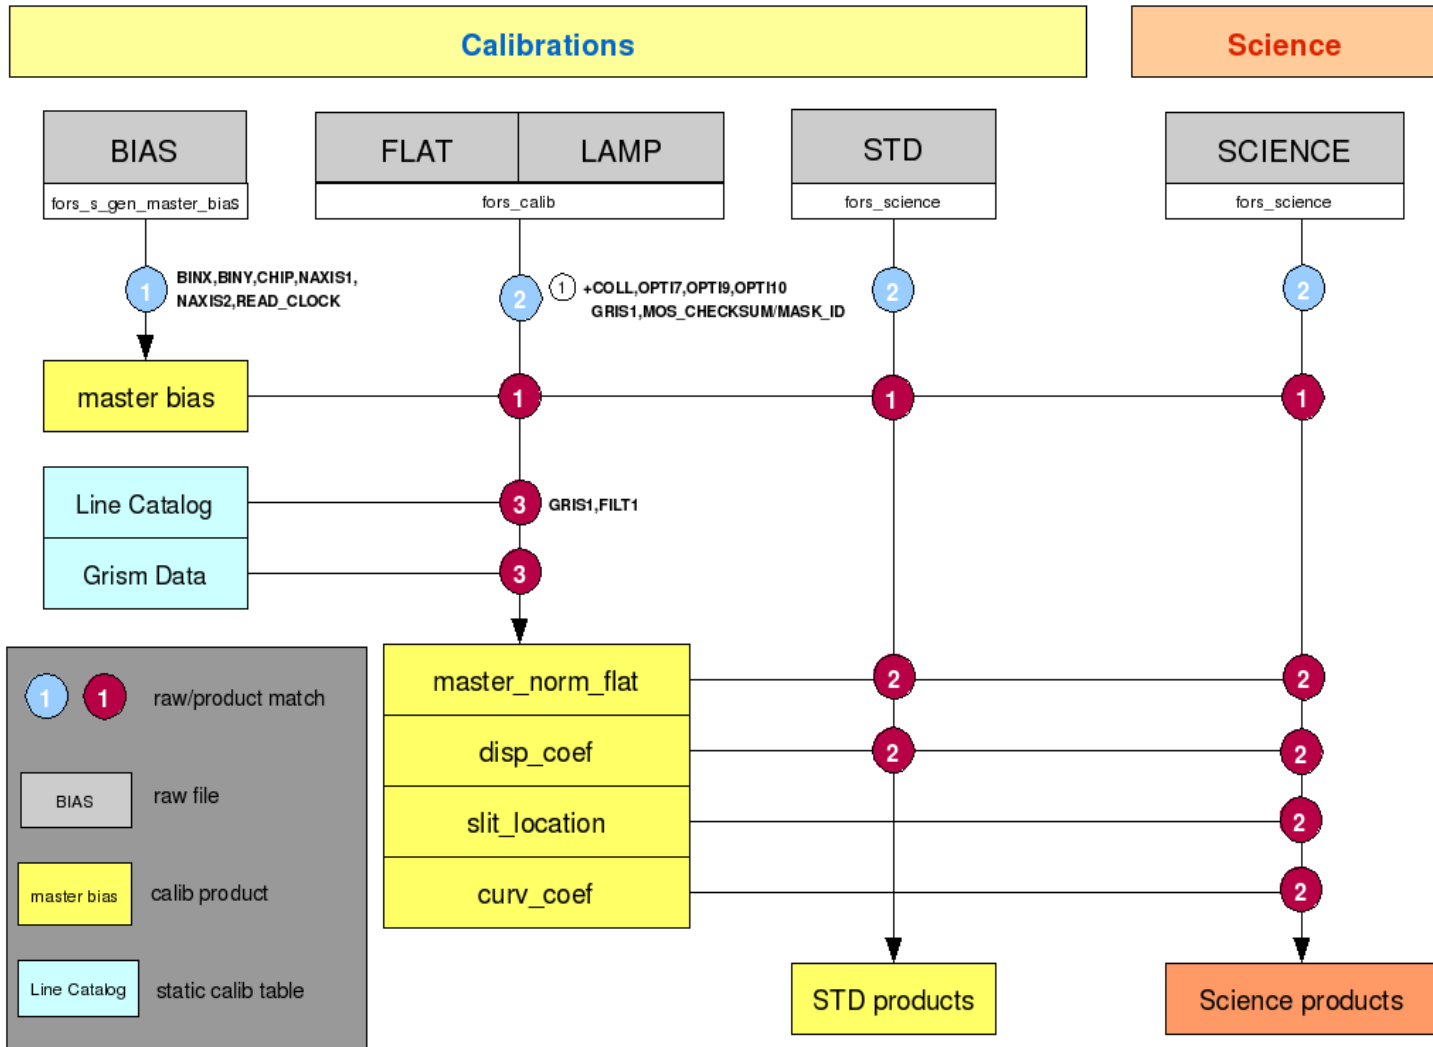 Calibrations
Science
BIAS
FLAT
LAMP
STD
SCIENCE
fors_s_gen_master_bias
fors_calib
fors_science
fors_science
1
BINX,BINY,CHIP,NAXIS1,
NAXIS2,READ_CLOCK
2
1 +COLL,OPTI7,OPTI9,OPTI10
GRIS1,MOS_CHECKSUM/MASK_ID
2
2
master bias
1
1
1
Line Catalog
3
GRIS1,FILT1
Grism Data
3
master_norm_flat
2
2
disp_coef
2
2
slit_location
2
curv_coef
2
1
1
raw/product match
BIAS
raw file
master bias
calib product
Line Catalog
static calib table
STD products
Science products